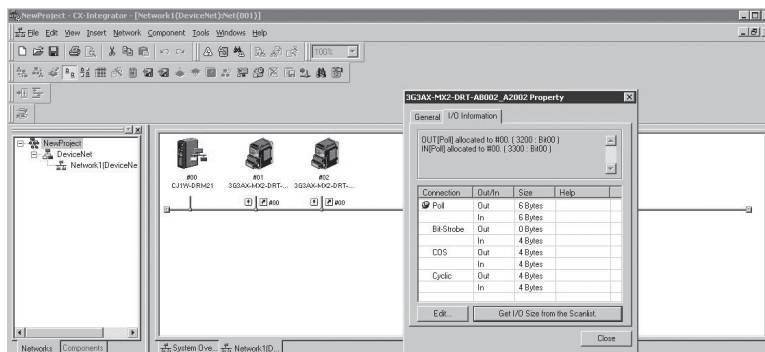 NewProject - CX-Integrator - [Network1(DeviceNet):Net(001)]
File Edit View Insert Network Component Tools Windows Help
100%
3G3AX-MX2-DRT-AB002_A2002 Property
General I/O Information
OUT[Poll] allocated to #00. ( 3200 : Bit00 )
IN[Poll] allocated to #00. ( 3300 : Bit00 )
NewProject
DeviceNet
Network1(DeviceNe
#00
CJ1W-DRM21
#01
3G3AX-MX2-DRT-...
#02
3G3AX-MX2-DRT-...
#00
#00
Connection Out/In Size Help
Poll Out 6 Bytes
In 6 Bytes
Bit-Strobe Out 0 Bytes
In 4 Bytes
COS Out 4 Bytes
In 4 Bytes
Cyclic Out 4 Bytes
In 4 Bytes
Edit... Get I/O Size from the Scanlist.
Close
Networks Components
System Ove... Network1(D...